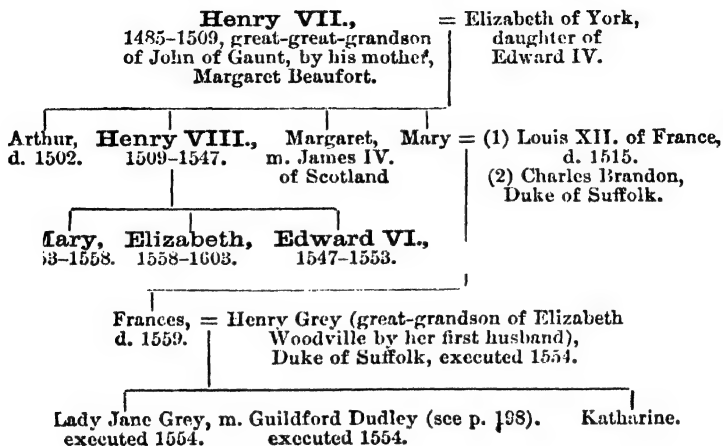 Henry VII., = Elizabeth of York,
1485-1509, great-great-grandson daughter of
of John of Gaunt, by his mother, Edward IV.
Margaret Beaufort.
Arthur, Henry VIII., Margaret, Mary = (1) Louis XII. of France,
d. 1502. 1509-1547. m. James IV. d. 1515.
of Scotland (2) Charles Brandon,
Duke of Suffolk.
Mary, Elizabeth, Edward VI.,
53-1558. 1558-1603. 1547-1553.
Frances, = Henry Grey (great-grandson of Elizabeth
d. 1559. Woodville by her first husband),
Duke of Suffolk, executed 1554.
Lady Jane Grey, m. Guildford Dudley (see p. 198). Katharine.
executed 1554. executed 1554.